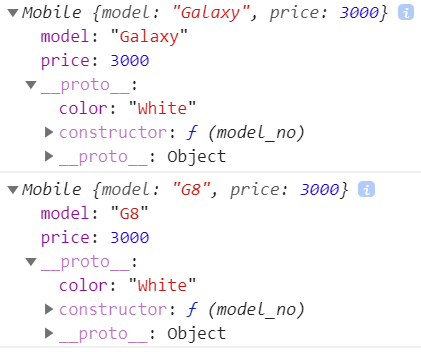 Mobile {model: "Galaxy", price: 3000} i
model: "Galaxy"
price: 3000
__proto__:
color: "White"
constructor: ƒ (model_no)
__proto__: Object
Mobile {model: "G8", price: 3000} i
model: "G8"
price: 3000
__proto__:
color: "White"
constructor: ƒ (model_no)
__proto__: Object